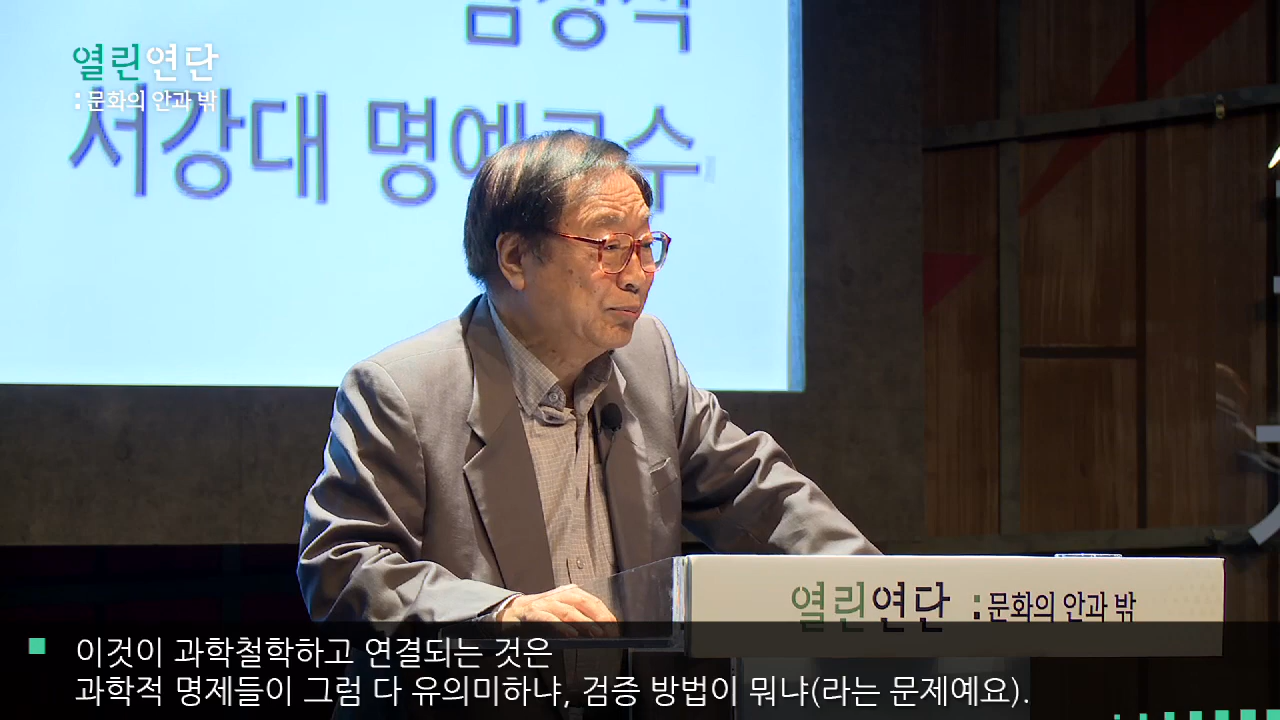 열린연단
:문화의 안과 밖
서강대 명예교수
열린연단 :문화의 안과 밖
이것이 과학철학하고 연결되는 것은
과학적 명제들이 그럼 다 유의미하냐, 검증 방법이 뭐냐(라는 문제예요).